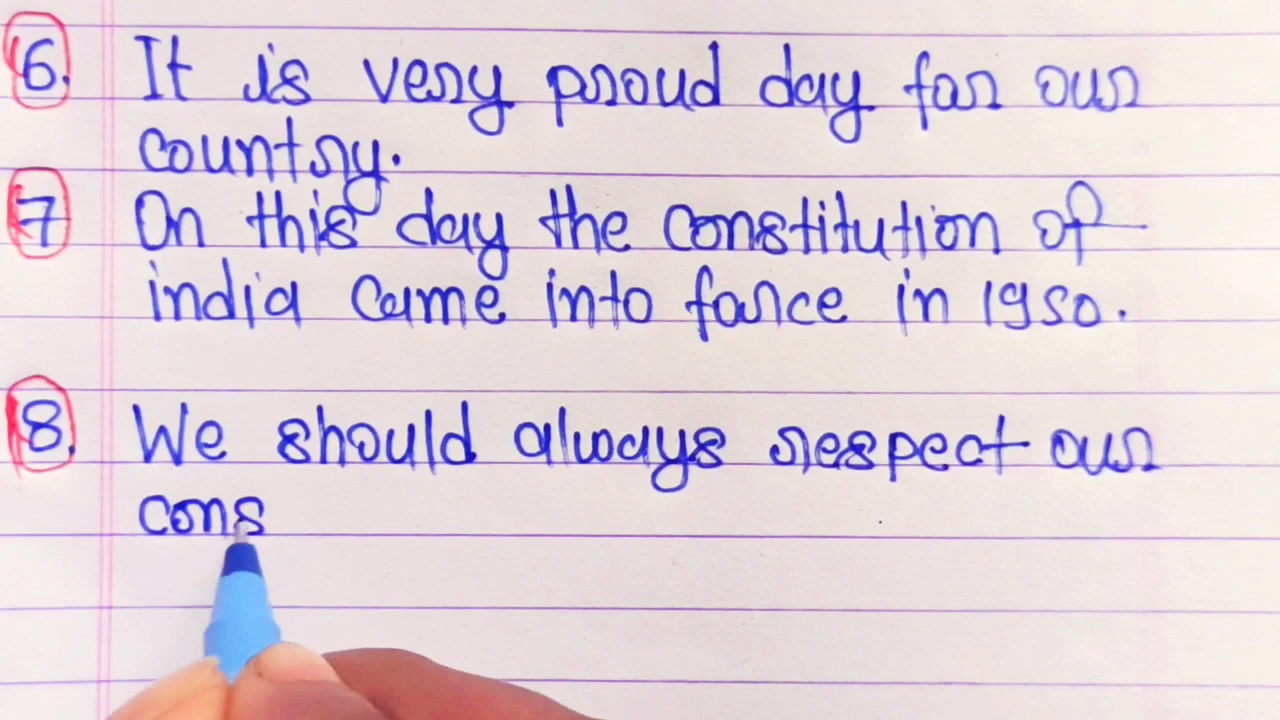 6. It is very proud day for our
country.
7 On this day the constitution of
india came into force in 1950.
8. We should always respect our
cons